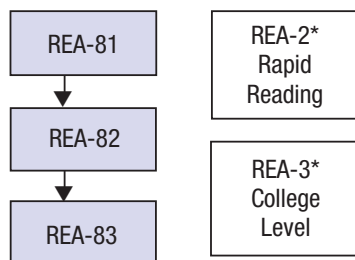 REA-81
REA-82
REA-83
REA-2*
Rapid
Reading
REA-3*
College
Level